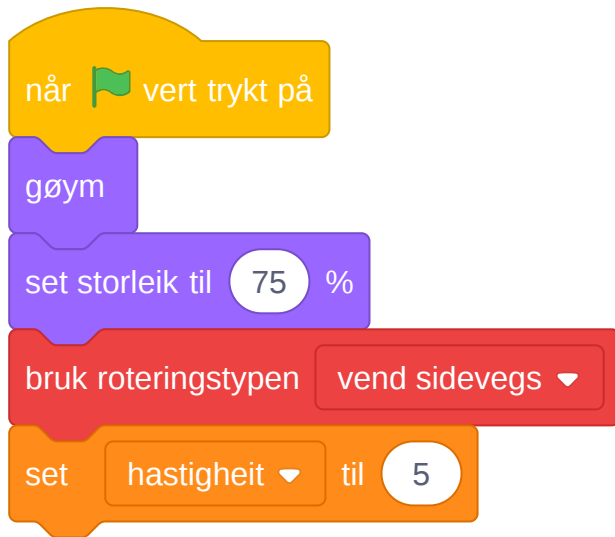 når vert trykt på
gøym
set storleik til 75 %
bruk roteringstypen vend sidevegs
set hastigheit til 5